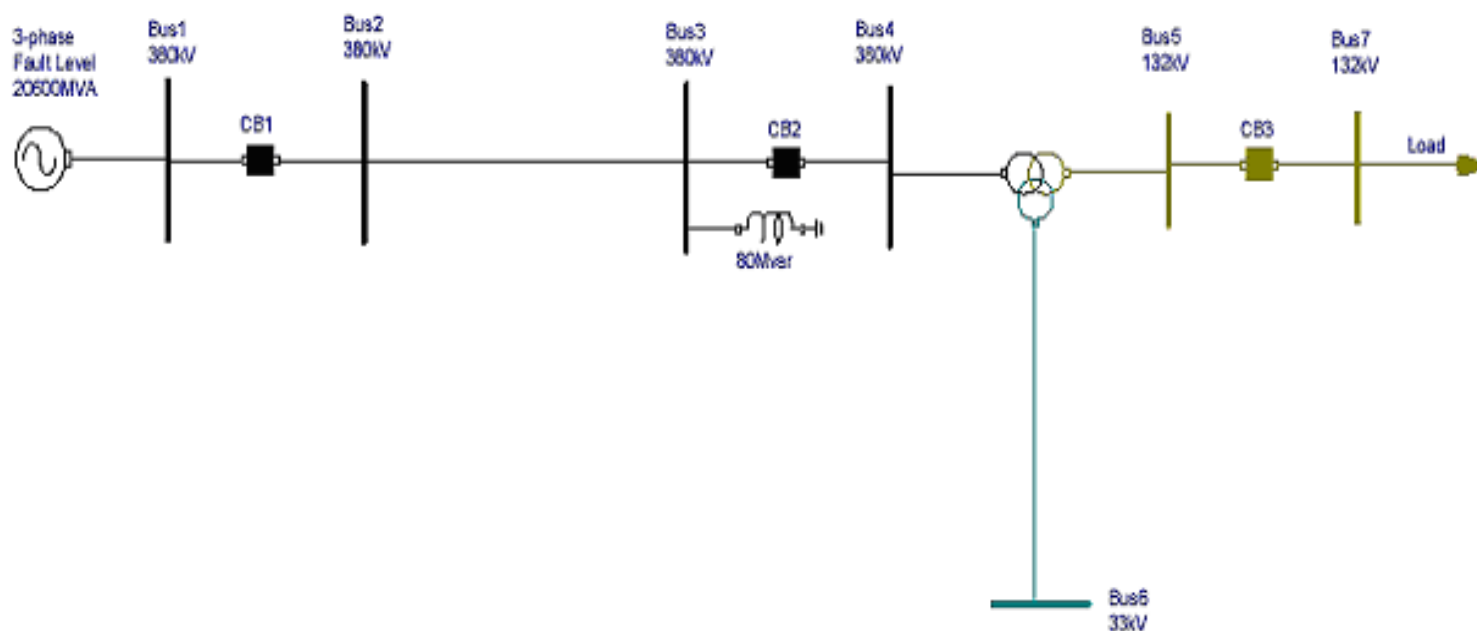 3-phase
Fault Level
20600MVA
Bus1
380kV
CB1
Bus2
380kV
Bus3
380kV
CB2
80Mvar
Bus4
380kV
Bus5
132kV
CB3
Bus7
132kV
Load
Bus6
33kV